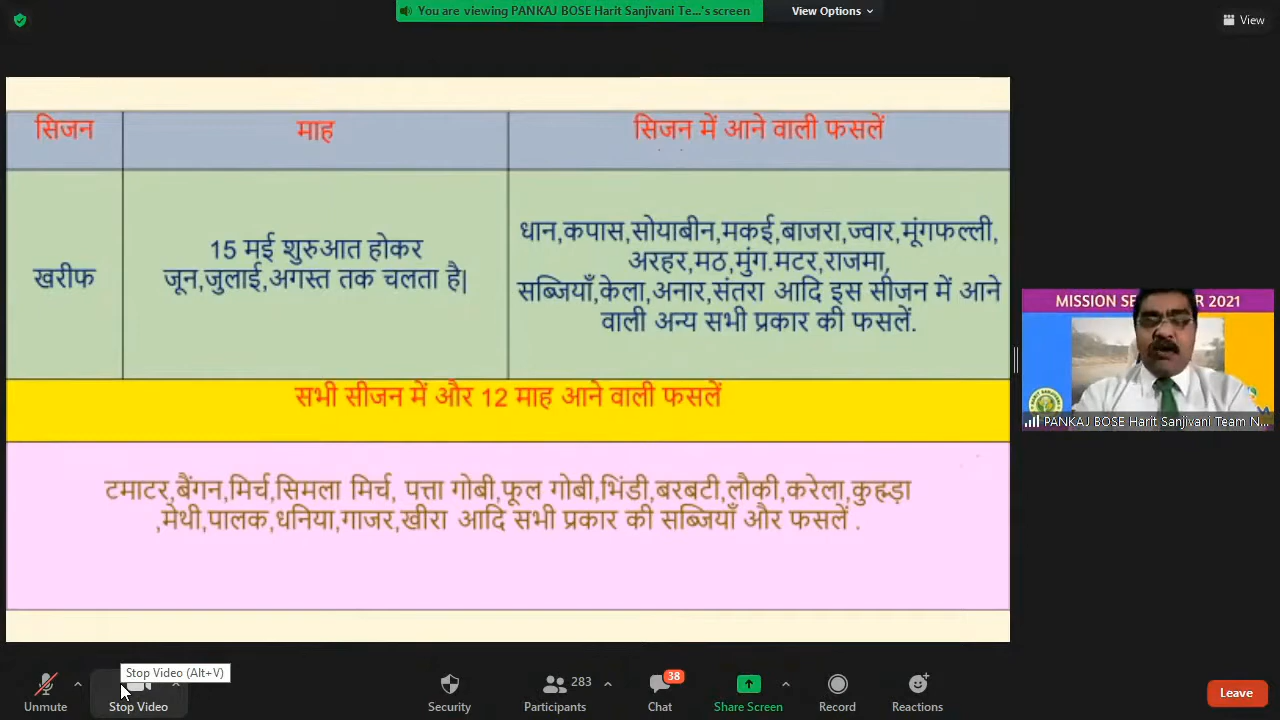 You are viewing PANKAJ BOSE Harit Sanjivani Te...'s screen
View Options
View
सिजन
माह
सिजन में आने वाली फसलें
खरीफ
15 मई शुरुआत होकर
जून,जुलाई,अगस्त तक चलता है|
धान,कपास,सोयाबीन,मकई,बाजरा,ज्वार,मूंगफल्ली,
अरहर,मठ,मुंग.मटर,राजमा,
सब्जियाँ,केला,अनार,संतरा आदि इस सीजन में आने
वाली अन्य सभी प्रकार की फसलें.
सभी सीजन में और 12 माह आने वाली फसलें
टमाटर,बैंगन,मिर्च,सिमला मिर्च, पत्ता गोबी,फूल गोबी,भिंडी,बरबटी,लौकी,करेला,कुह्म्ड़ा
,मेथी,पालक,धनिया,गाजर,खीरा आदि सभी प्रकार की सब्जियाँ और फसलें .
2021
PANKAJ BOSE Harit Sanjivani Team N...
Stop Video (Alt+V)
Unmute
Stop Video
Security
283
Participants
38
Chat
Share Screen
Record
Reactions
Leave